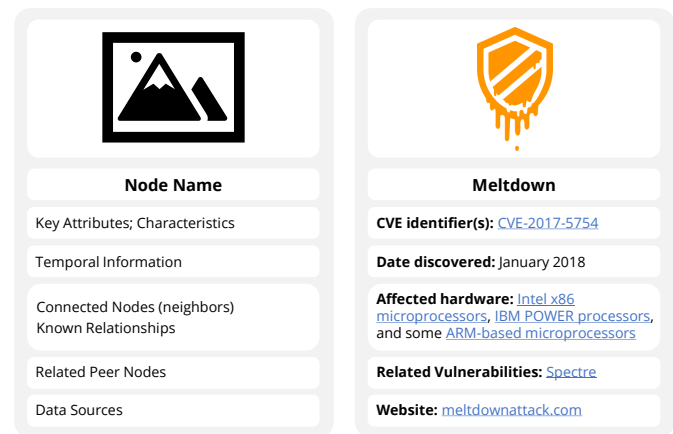 Node Name
Key Attributes; Characteristics
Temporal Information
Connected Nodes (neighbors)
Known Relationships
Related Peer Nodes
Data Sources
Meltdown
CVE identifier(s): CVE-2017-5754
Date discovered: January 2018
Affected hardware: Intel x86
microprocessors, IBM POWER processors,
and some ARM-based microprocessors
Related Vulnerabilities: Spectre
Website: meltdownattack.com